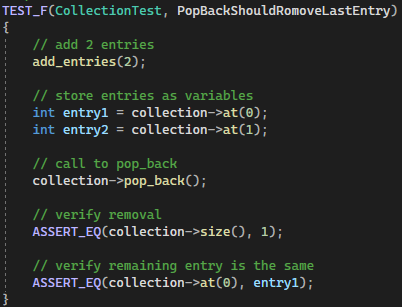 TEST_F(CollectionTest, PopBackShouldRomoveLastEntry)
{
// add 2 entries
add_entries(2);
// store entries as variables
int entry1 = collection->at(0);
int entry2 = collection->at(1);
// call to pop_back
collection->pop_back();
// verify removal
ASSERT_EQ(collection->size(), 1);
// verify remaining entry is the same
ASSERT_EQ(collection->at(0), entry1);
}